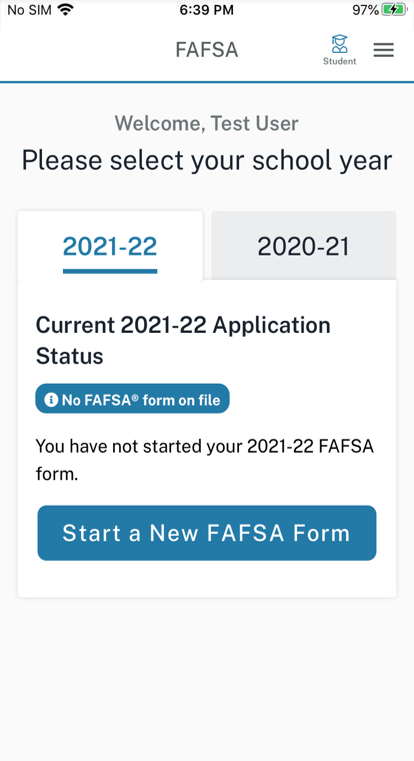 No SIM 6:39 PM 97%
FAFSA
Student
Welcome, Test User
Please select your school year
2021-22 2020-21
Current 2021-22 Application
Status
No FAFSA® form on file
You have not started your 2021-22 FAFSA
form.
Start a New FAFSA Form